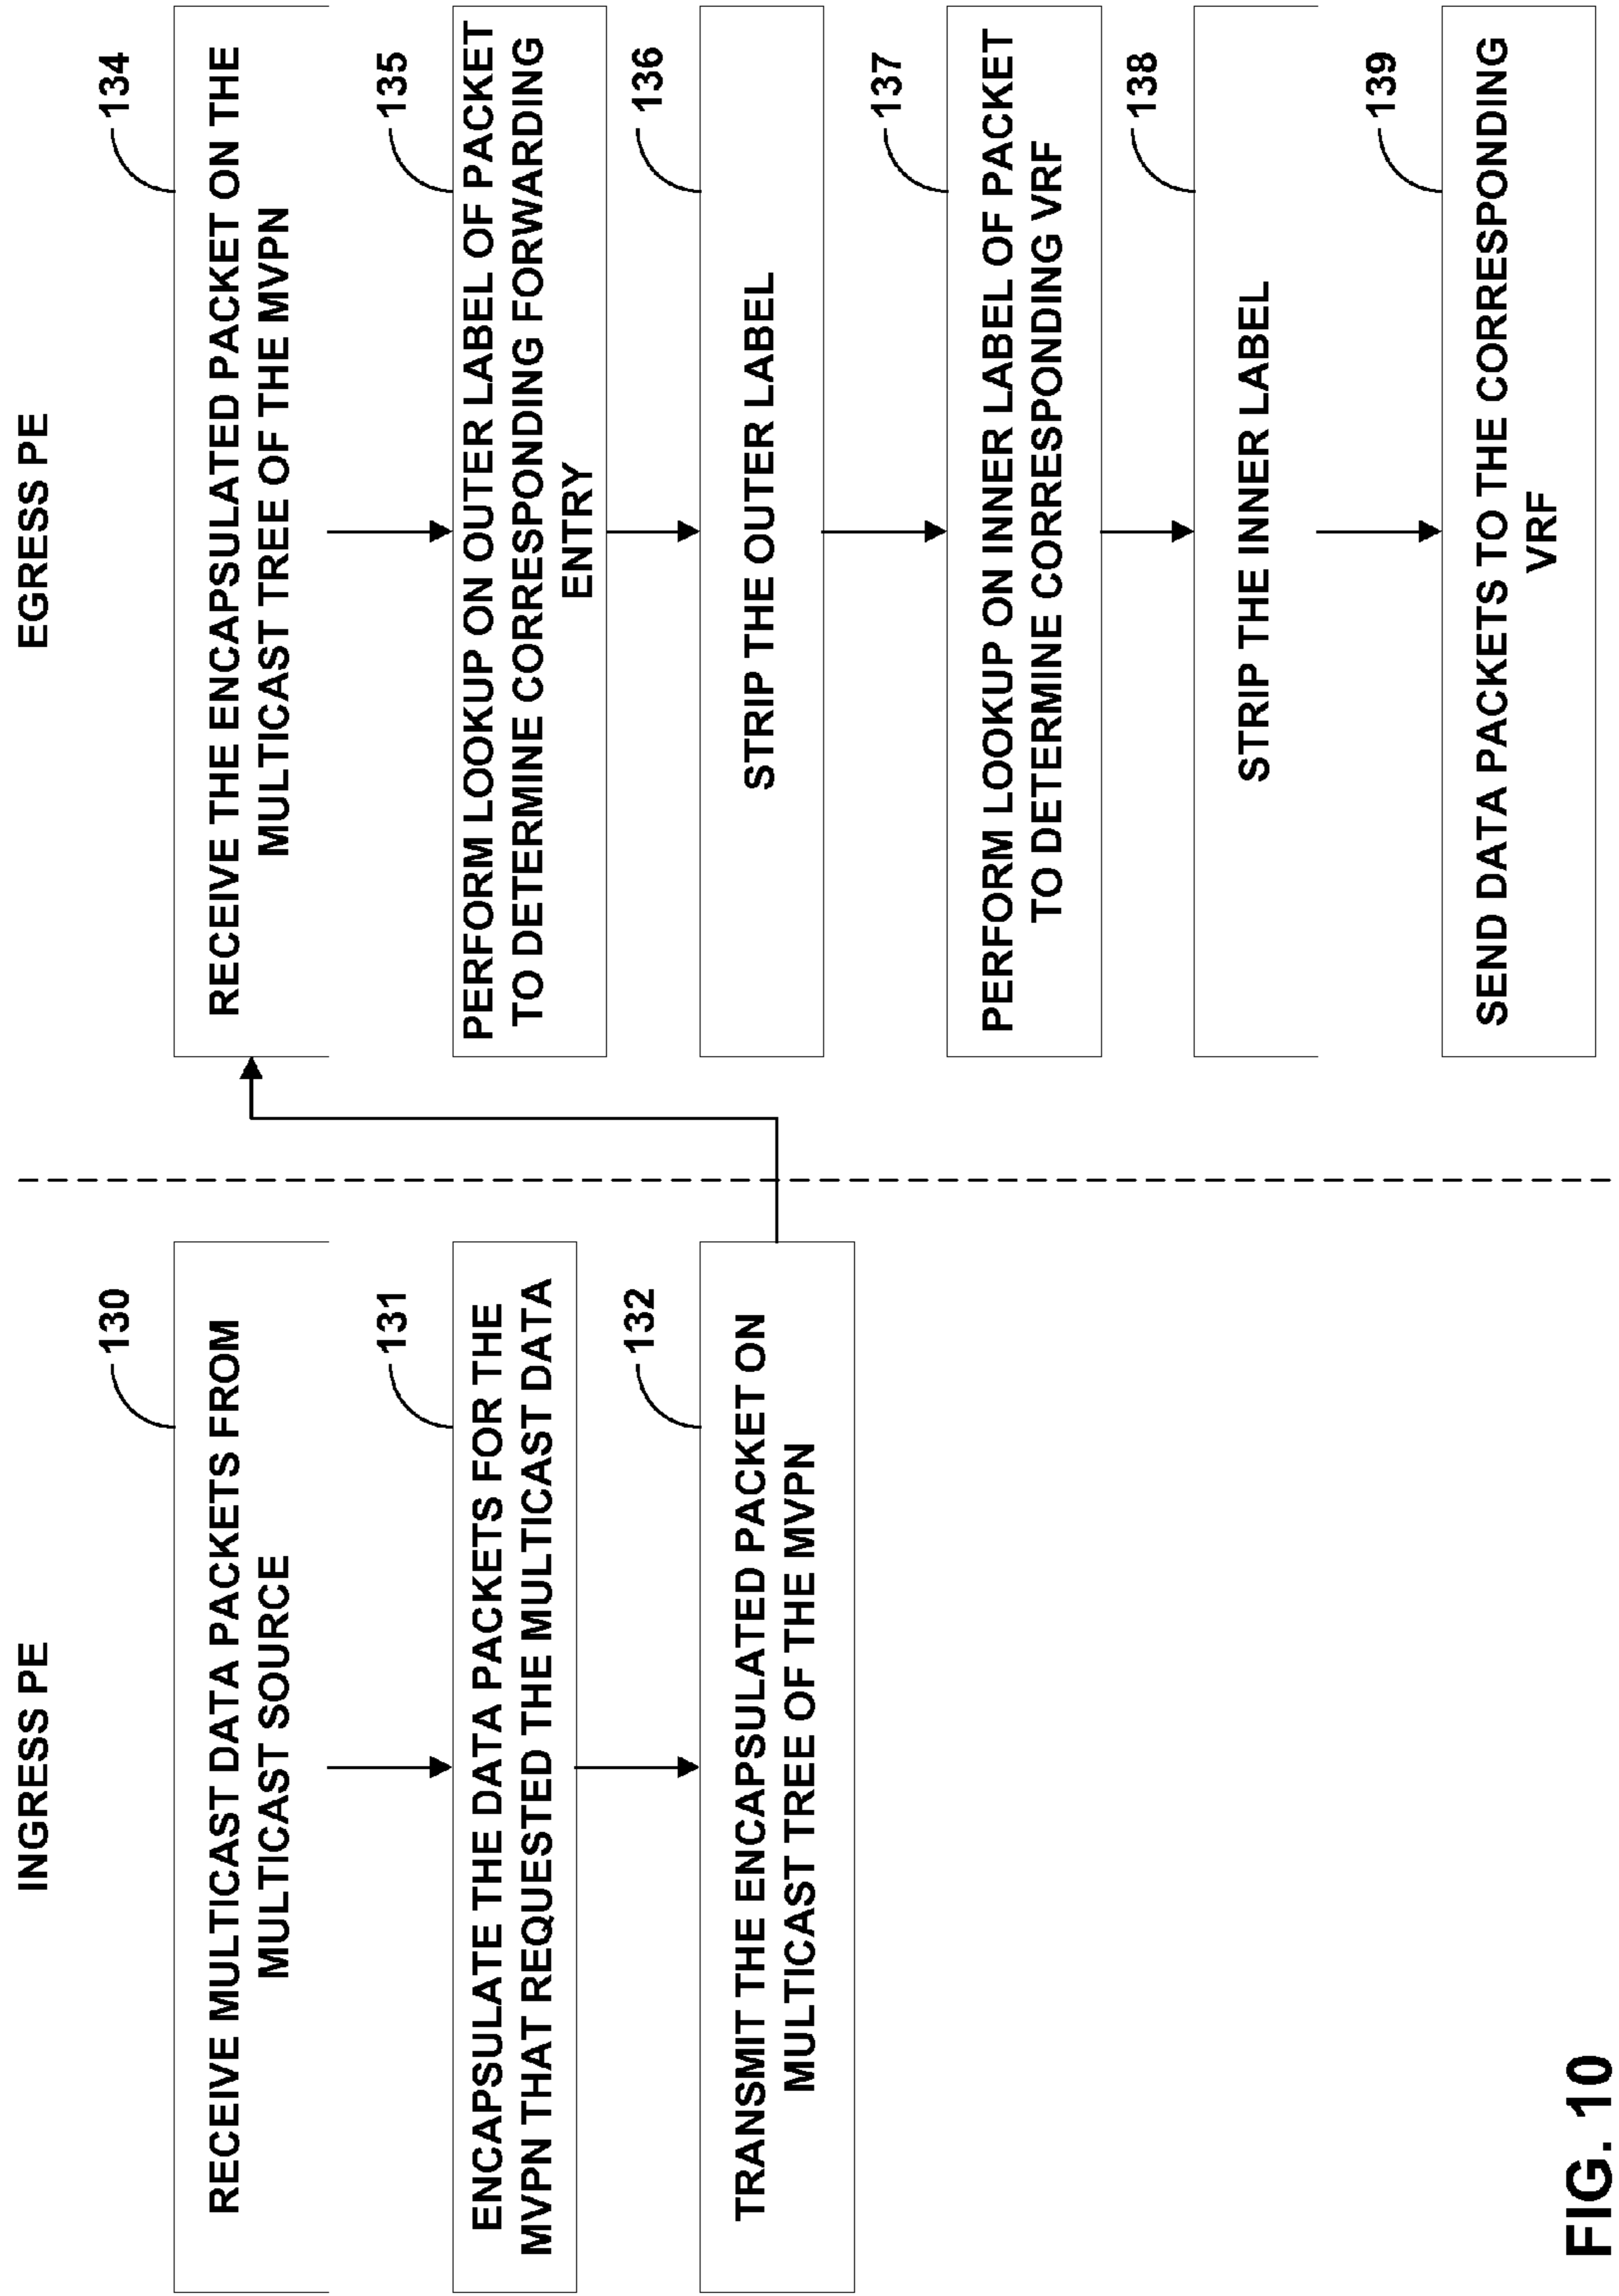 INGRESS PE
130
RECEIVE MULTICAST DATA PACKETS FROM
MULTICAST SOURCE
131
ENCAPSULATE THE DATA PACKETS FOR THE
MVPN THAT REQUESTED THE MULTICAST DATA
132
TRANSMIT THE ENCAPSULATED PACKET ON
MULTICAST TREE OF THE MVPN
EGRESS PE
134
RECEIVE THE ENCAPSULATED PACKET ON THE
MULTICAST TREE OF THE MVPN
135
PERFORM LOOKUP ON OUTER LABEL OF PACKET
TO DETERMINE CORRESPONDING FORWARDING
ENTRY
136
STRIP THE OUTER LABEL
137
PERFORM LOOKUP ON INNER LABEL OF PACKET
TO DETERMINE CORRESPONDING VRF
138
STRIP THE INNER LABEL
139
SEND DATA PACKETS TO THE CORRESPONDING
VRF
FIG. 10